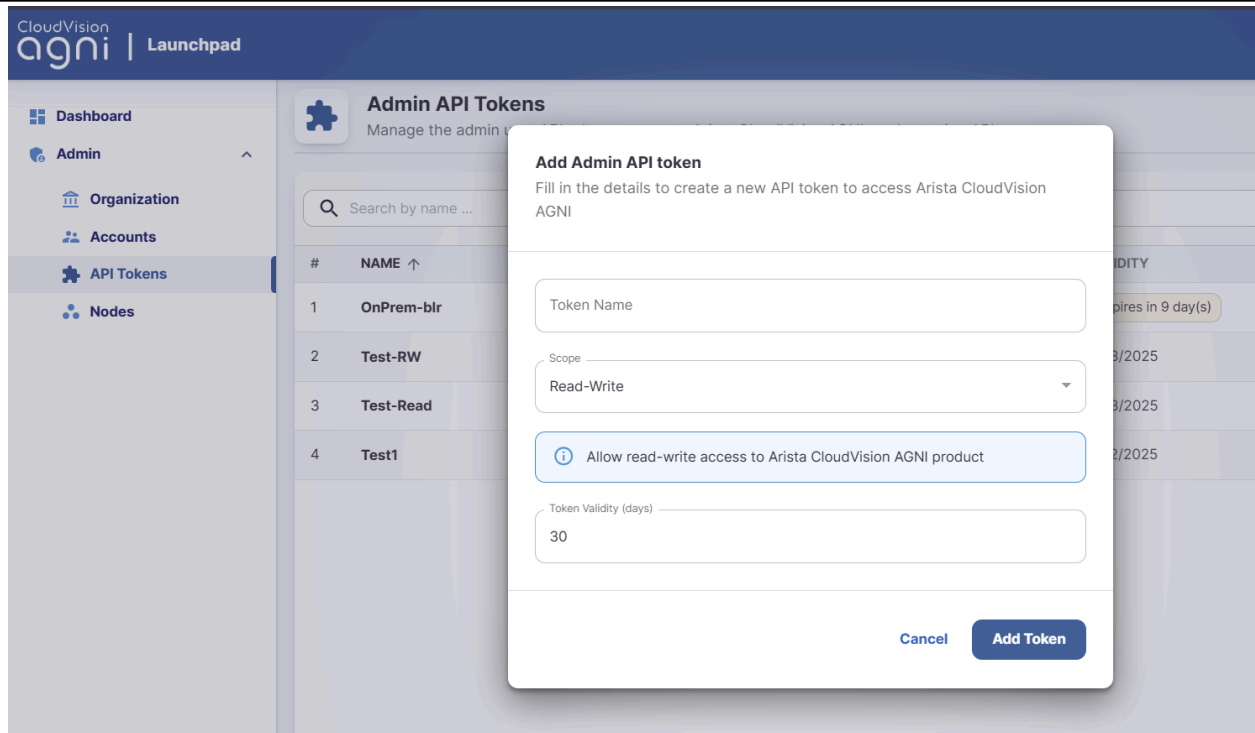 CloudVision
agni | Launchpad
Dashboard
Admin
Organization
Accounts
API Tokens
Nodes
Admin API Tokens
Manage the admin
Search by name ...
# NAME ↑ IDITY
1 OnPrem-blr pires in 9 day(s)
2 Test-RW 3/2025
3 Test-Read 3/2025
4 Test1 2/2025
Add Admin API token
Fill in the details to create a new API token to access Arista CloudVision
AGNI
Token Name
Scope
Read-Write
Allow read-write access to Arista CloudVision AGNI product
Token Validity (days)
30
Cancel Add Token